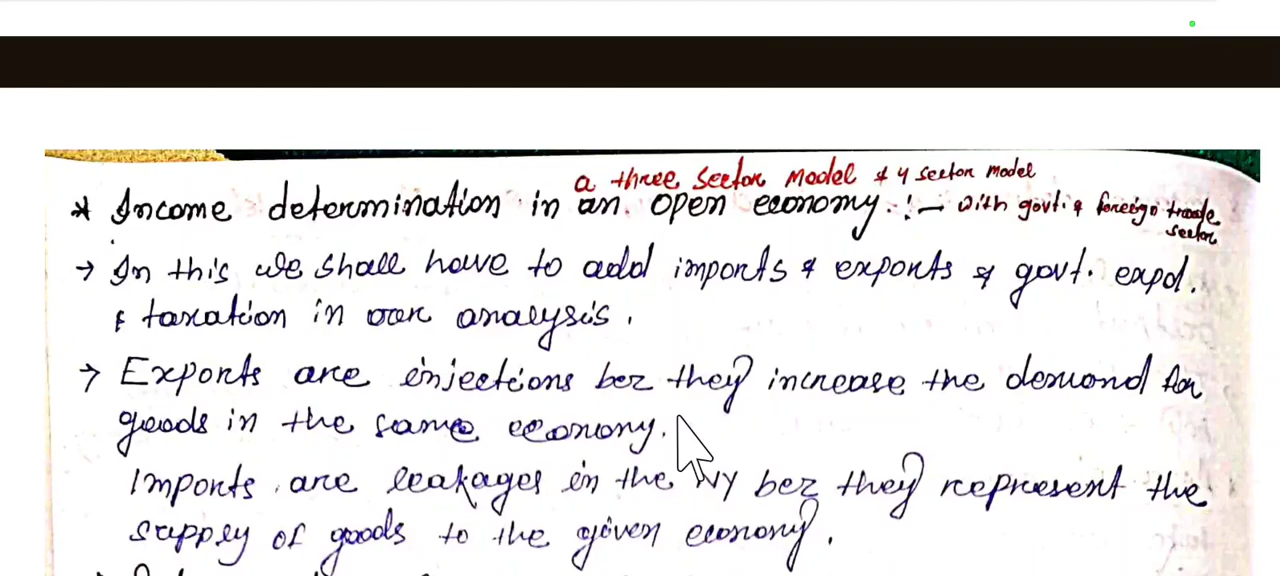 a three sector model & 4 sector model
* Income determination in an open economy. :- with govt. & foreign trade
sector
→ In this we shall have to add imports & exports & govt. expd.
& taxation in our analysis.
→ Exports are injections bcz they increase the demand for
goods in the same economy.
Imports are leakages in the NY bcz they represent the
supply of goods to the given economy.